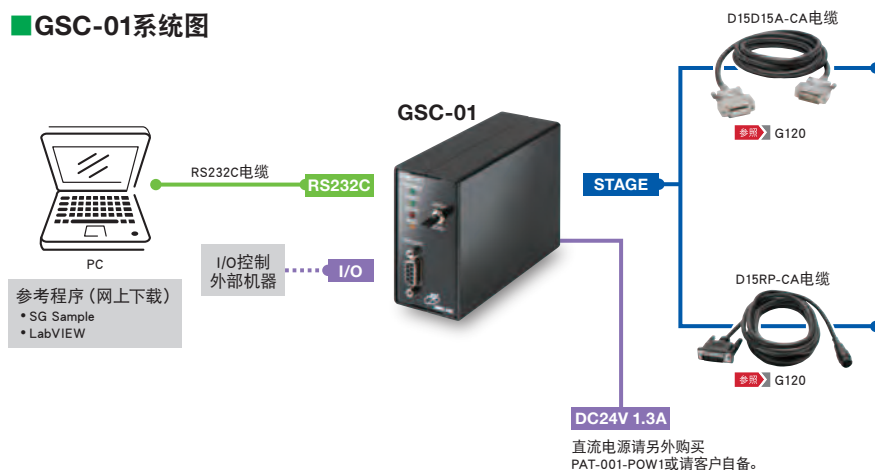 ■GSC-01系统图
D15D15A-CA电缆
参照 G120
GSC-01
RS232C电缆
RS232C
STAGE
PC
I/O控制
外部机器
I/O
参考程序（网上下载）
• SG Sample
• LabVIEW
D15RP-CA电缆
参照 G120
DC24V 1.3A
直流电源请另外购买
PAT-001-POW1或请客户自备。